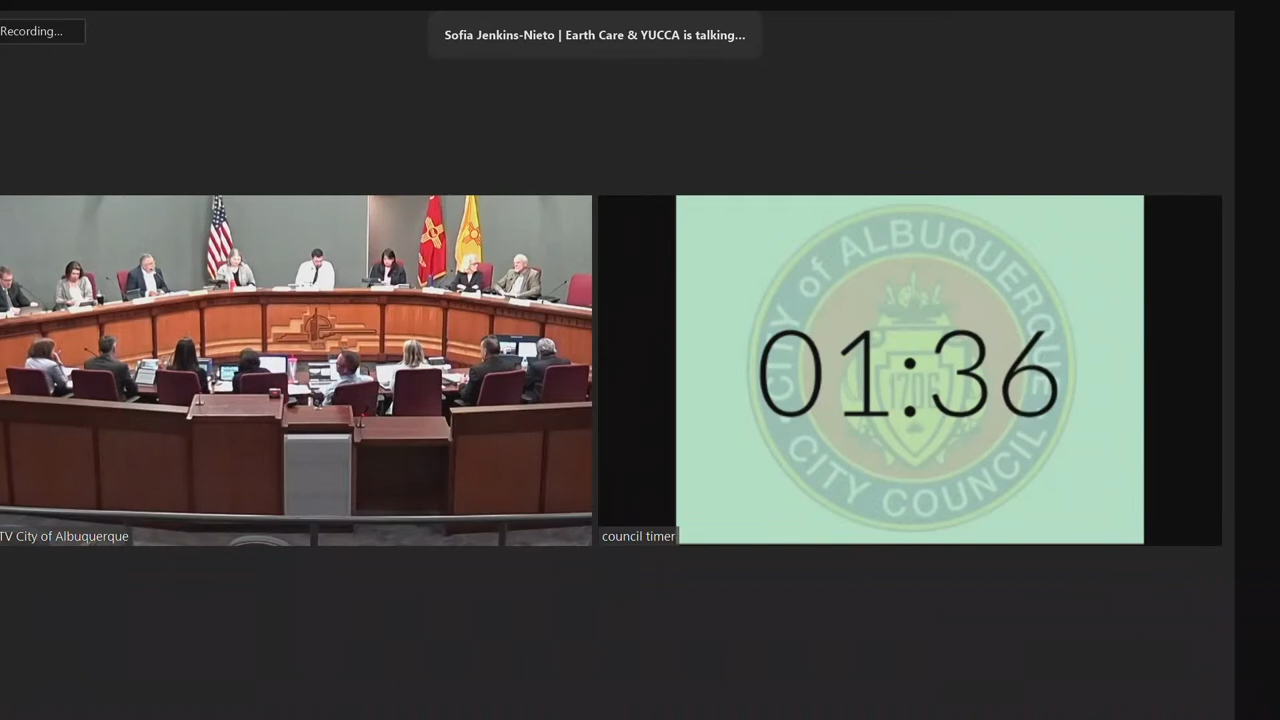 Recording...
Sofia Jenkins-Nieto | Earth Care & YUCCA is talking...
CITY of ALBUQUERQUE
01:36
1706
CITY COUNCIL
TV City of Albuquerque
council timer